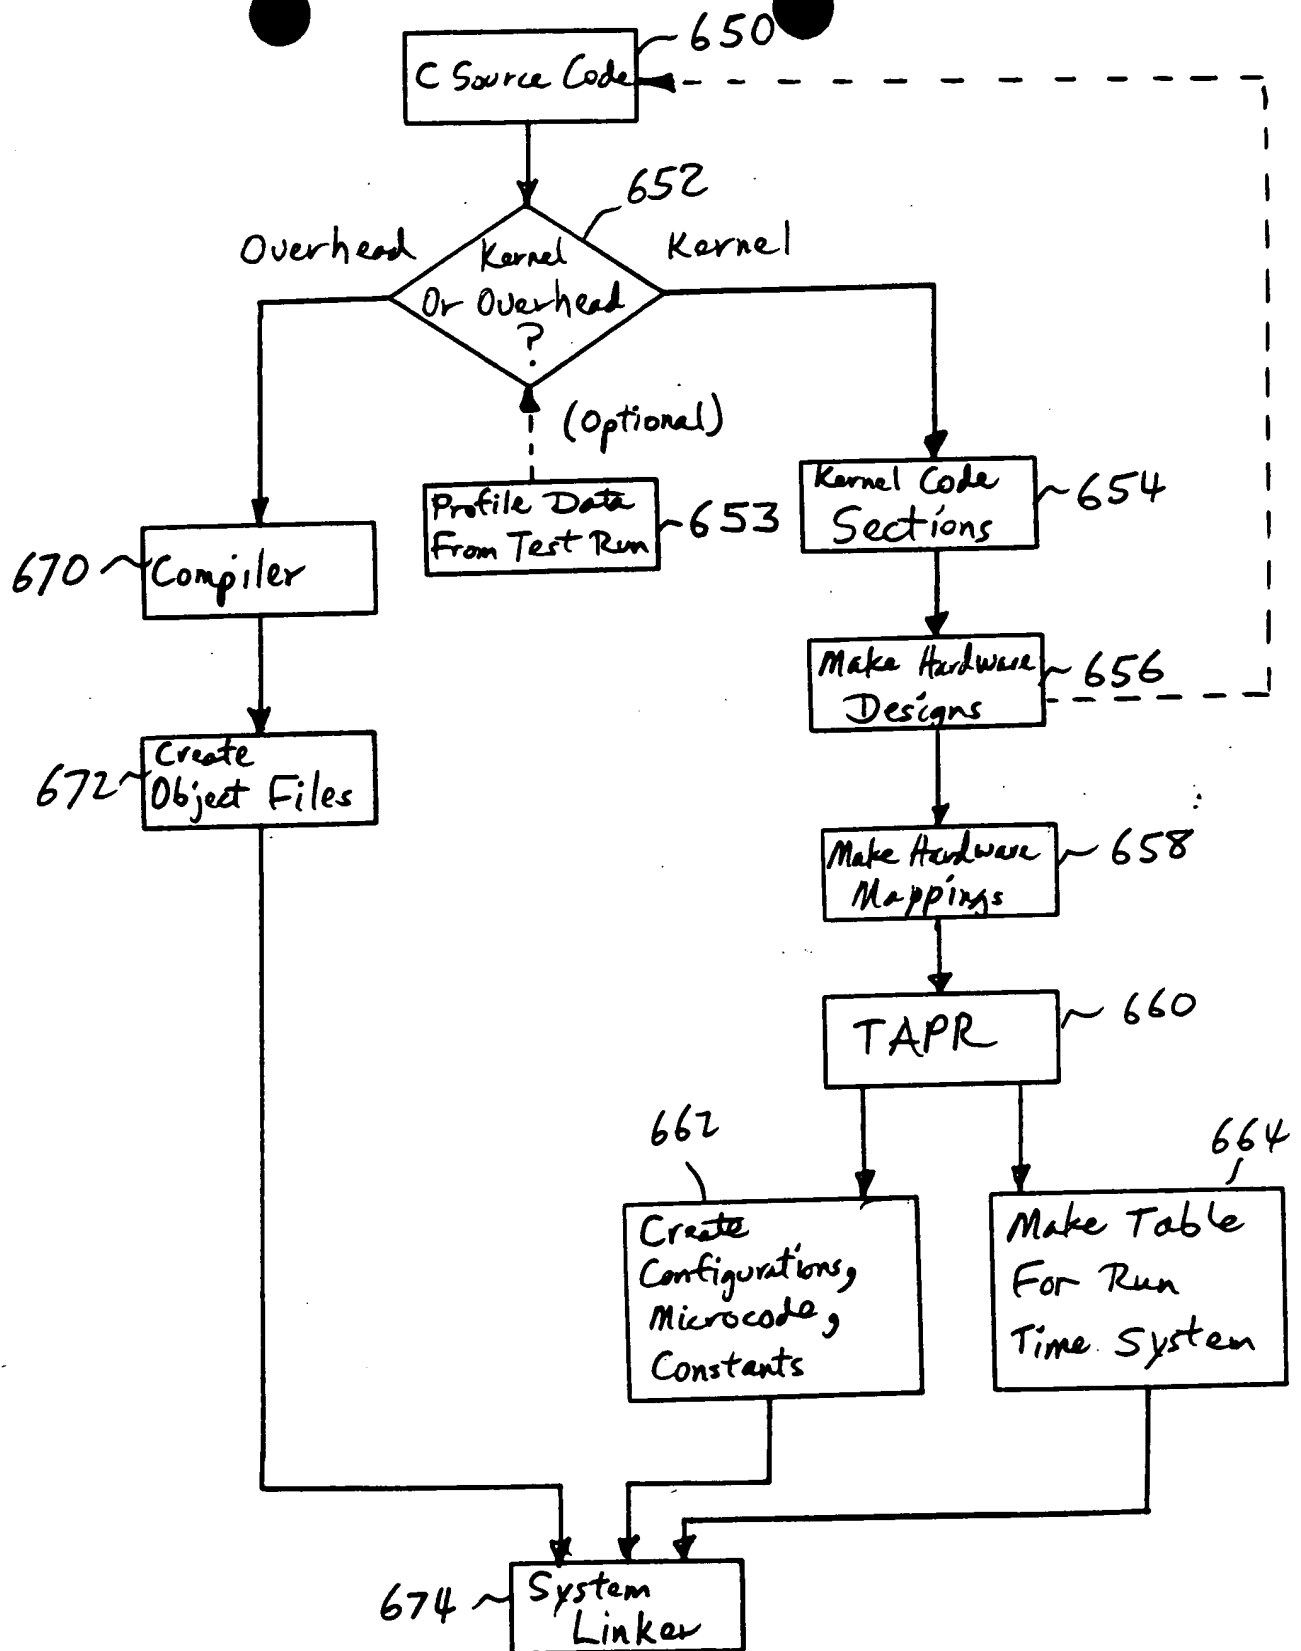 650
C Source Code
652
Overhead
Kernel
Kernel
Or Overhead
?
(Optional)
Profile Data
From Test Run
653
Kernel Code
Sections
654
670
Compiler
Make Hardware
Designs
656
672
Create
Object Files
Make Hardware
Mappings
658
TAPR
660
662
664
Create
Configurations,
Microcode,
Constants
Make Table
For Run
Time System
674
System
Linker